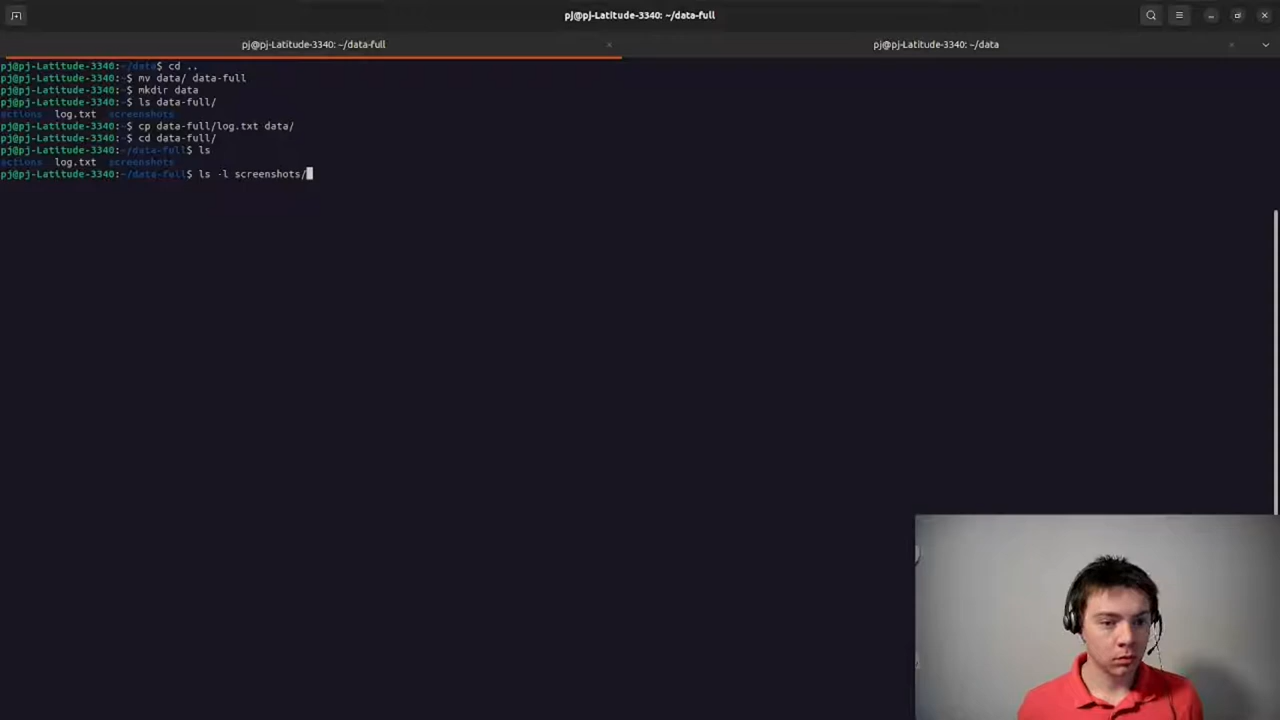 pj@pj-Latitude-3340: ~/data-full
pj@pj-Latitude-3340: ~/data-full
pj@pj-Latitude-3340: ~/data
pj@pj-Latitude-3340:~/data$ cd ..
pj@pj-Latitude-3340:~$ mv data/ data-full
pj@pj-Latitude-3340:~$ mkdir data
pj@pj-Latitude-3340:~$ ls data-full/
actions log.txt screenshots
pj@pj-Latitude-3340:~$ cp data-full/log.txt data/
pj@pj-Latitude-3340:~$ cd data-full/
pj@pj-Latitude-3340:~/data-full$ ls
actions log.txt screenshots
pj@pj-Latitude-3340:~/data-full$ ls -l screenshots/